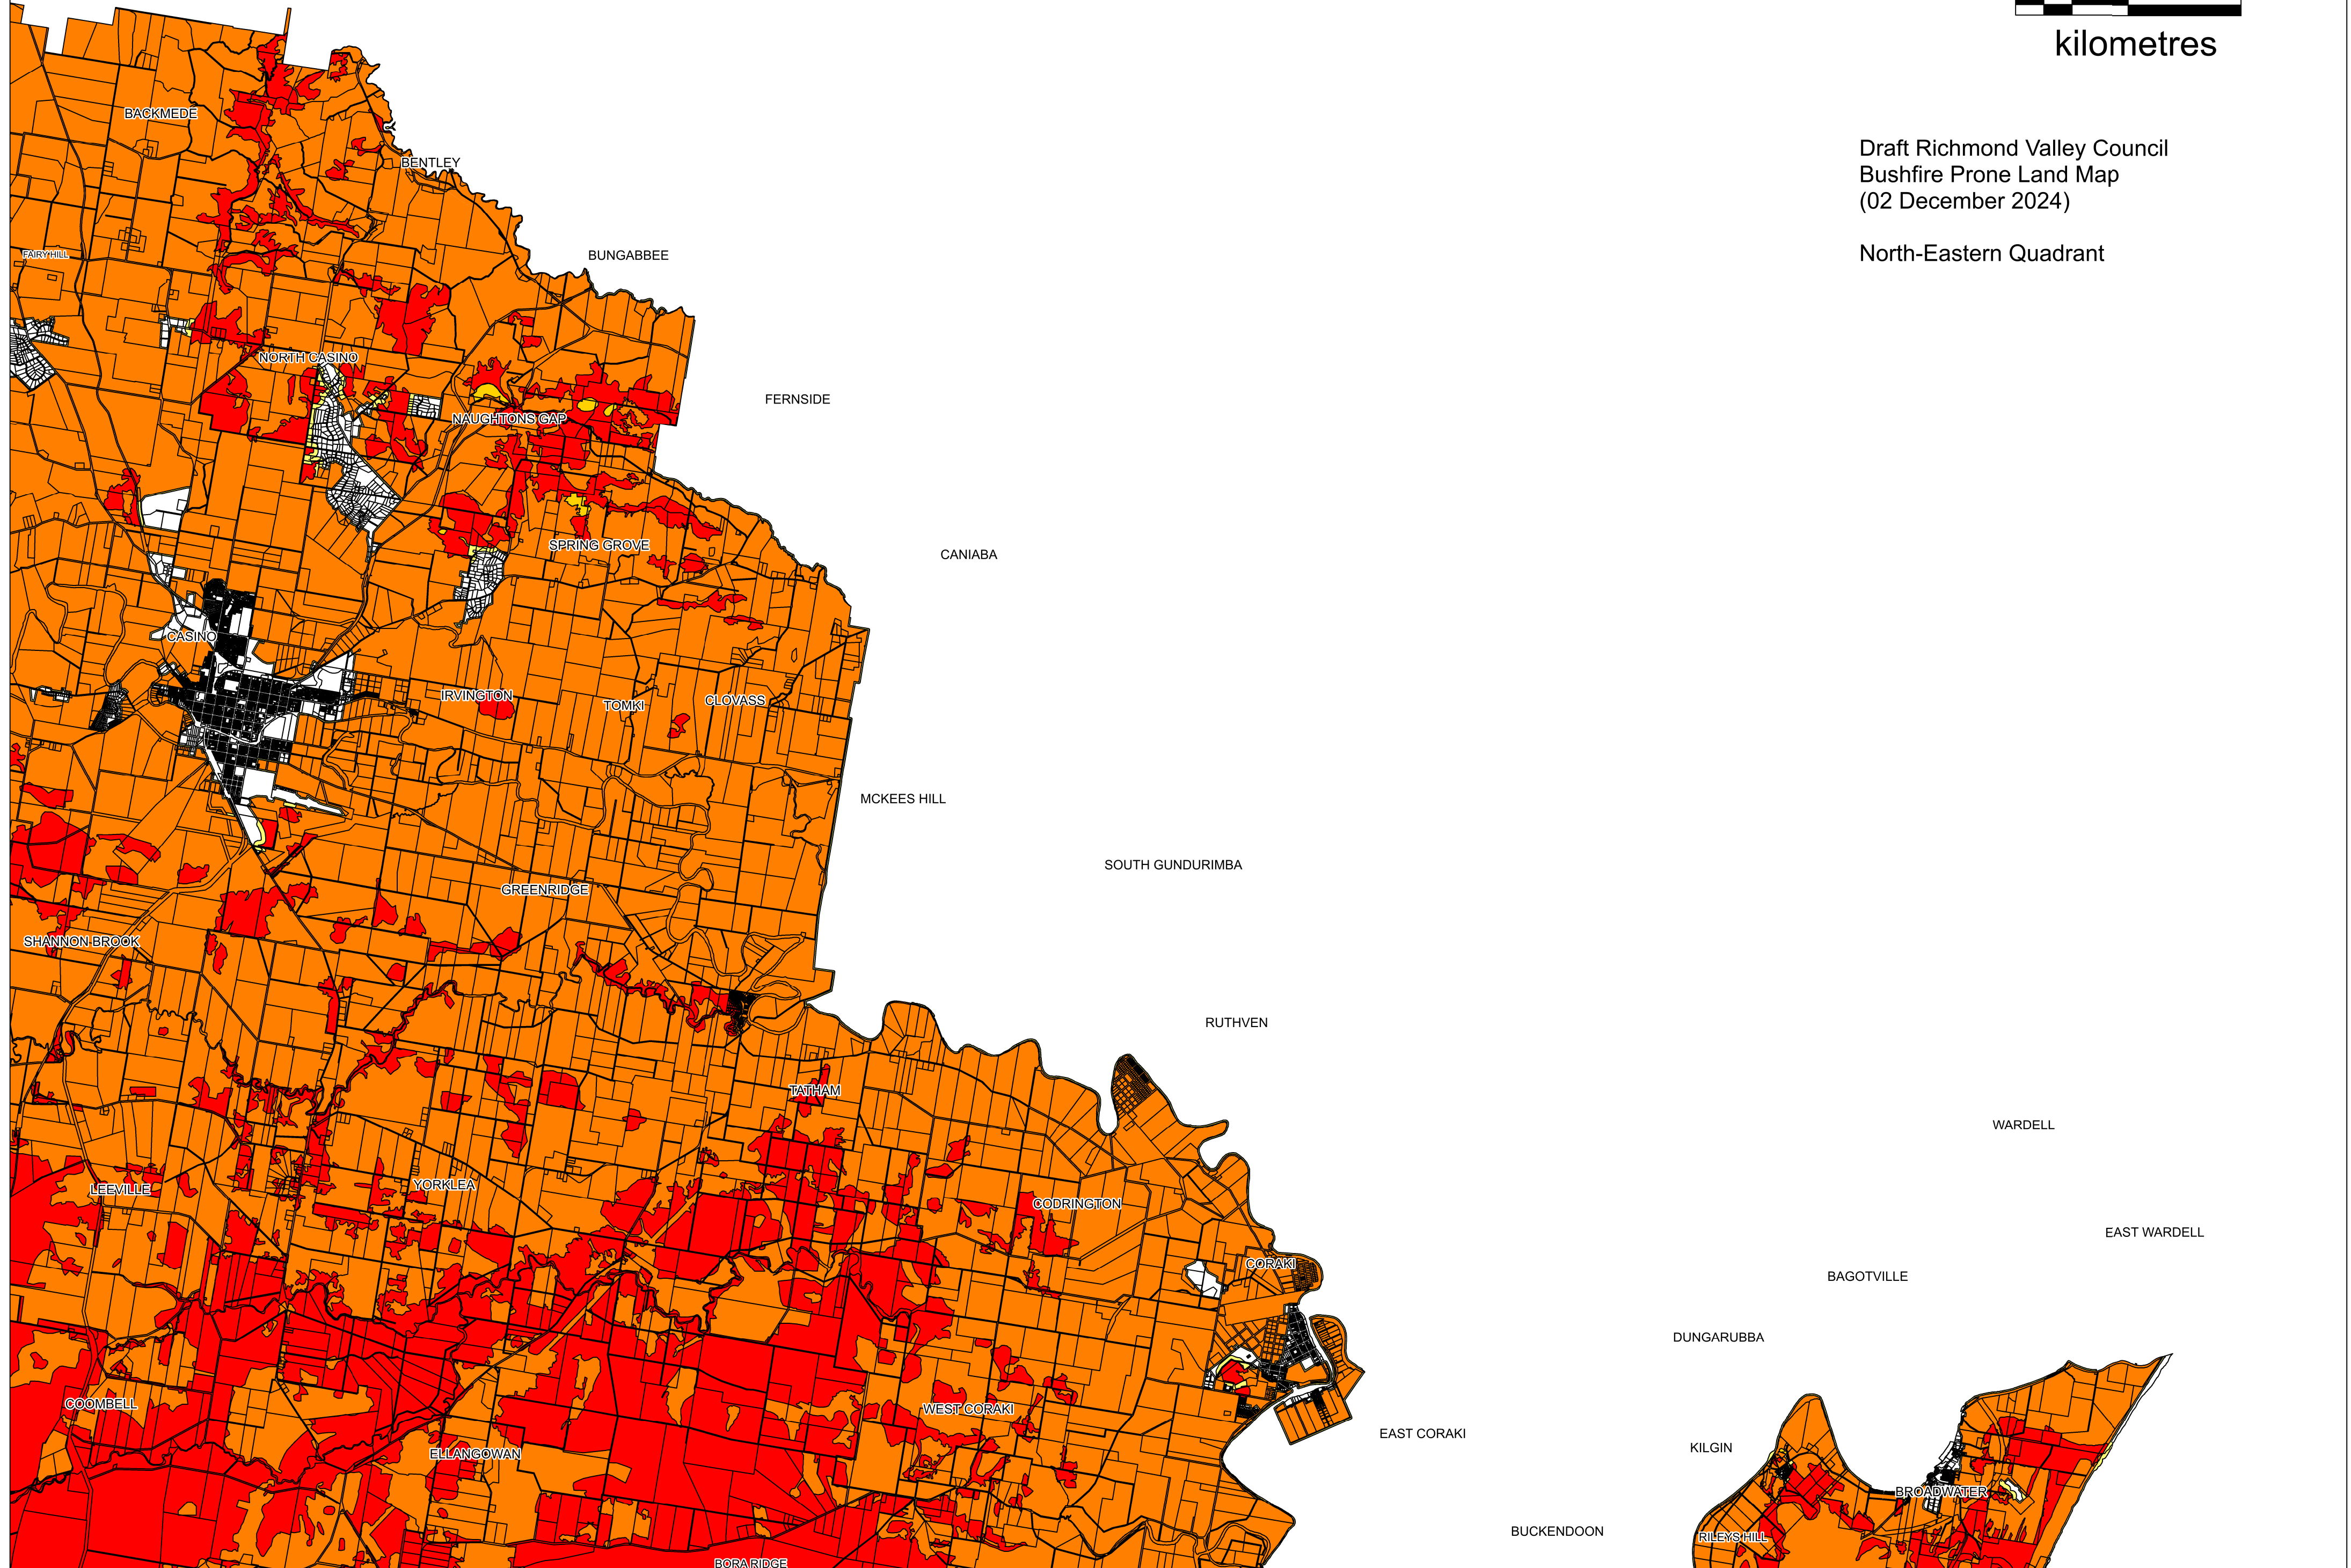 kilometres
Draft Richmond Valley Council
Bushfire Prone Land Map
(02 December 2024)
North-Eastern Quadrant
BACKMEDE
BENTLEY
FAIRY HILL
BUNGABBEE
NORTH CASINO
FERNSIDE
NAUGHTONS GAP
SPRING GROVE
CANIABA
CASINO
IRVINGTON
TOMKI
CLOVASS
MCKEES HILL
SOUTH GUNDURIMBA
GREENRIDGE
SHANNON BROOK
RUTHVEN
TATHAM
WARDELL
LEEVILLE
YORKLEA
CODRINGTON
EAST WARDELL
CORAKI
BAGOTVILLE
DUNGARUBBA
COOMBELL
WEST CORAKI
EAST CORAKI
KILGIN
ELLANGOWAN
BROADWATER
BUCKENDOON
RILEYS HILL
BORA RIDGE